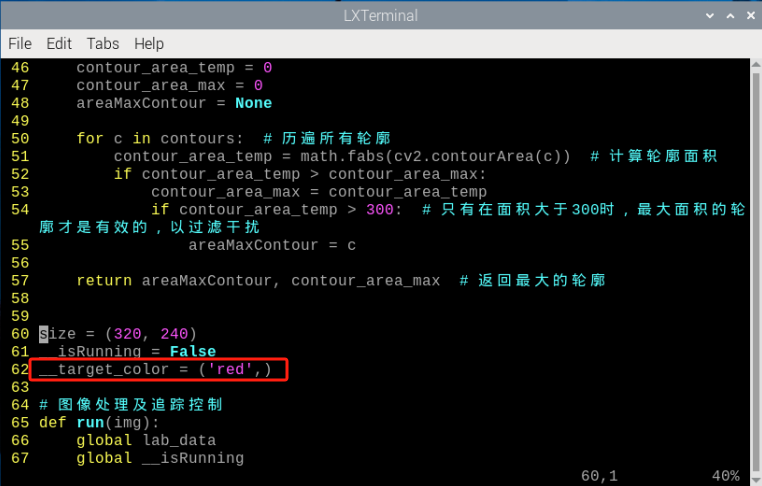 LXTerminal
File Edit Tabs Help
46     contour_area_temp = 0
47     contour_area_max = 0
48     areaMaxContour = None
49
50     for c in contours:  # 历遍所有轮廓
51         contour_area_temp = math.fabs(cv2.contourArea(c))  # 计算轮廓面积
52         if contour_area_temp > contour_area_max:
53             contour_area_max = contour_area_temp
54             if contour_area_temp > 300:  # 只有在面积大于300时，最大面积的轮
廓才是有效的，以过滤干扰
55                 areaMaxContour = c
56
57     return areaMaxContour, contour_area_max  # 返回最大的轮廓
58
59
60 size = (320, 240)
61 __isRunning = False
62 __target_color = ('red',)
63
64 # 图像处理及追踪控制
65 def run(img):
66     global lab_data
67     global __isRunning
60,1 40%